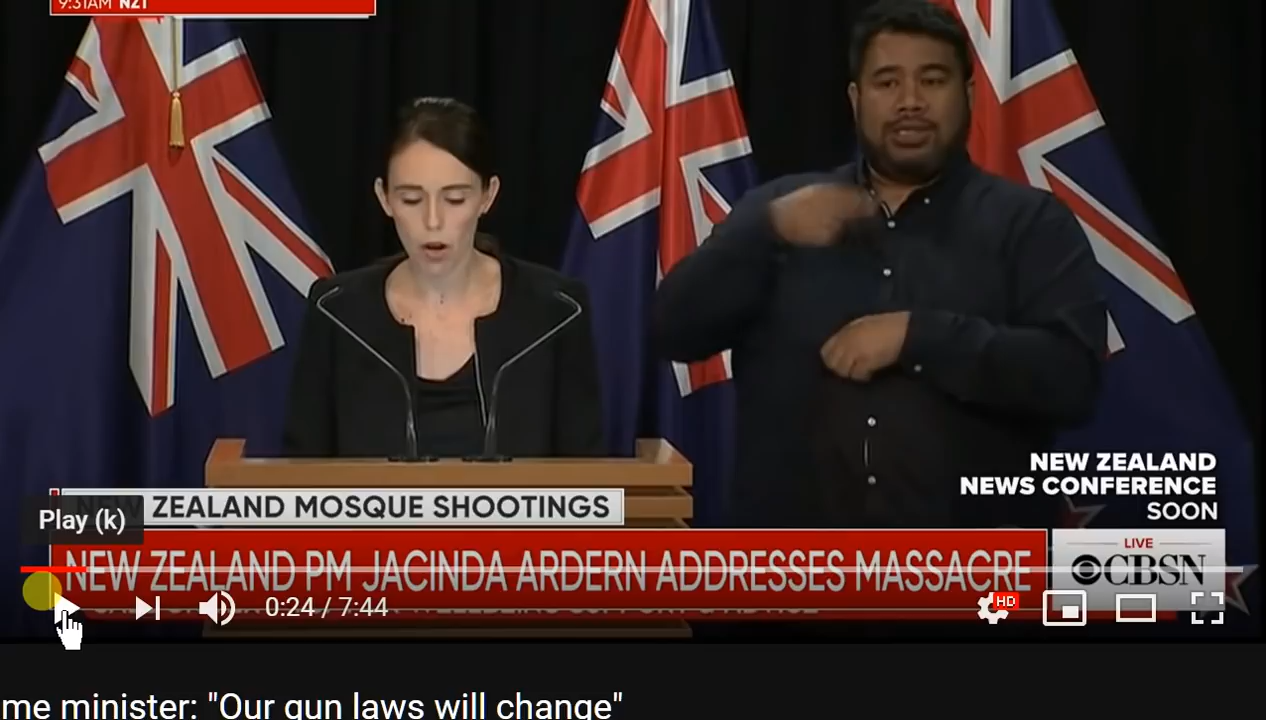 9:31AM NZT
NEW ZEALAND
NEWS CONFERENCE
SOON
NEW ZEALAND MOSQUE SHOOTINGS
Play (k)
NEW ZEALAND PM JACINDA ARDERN ADDRESSES MASSACRE
LIVE
CBSN
0:24 / 7:44
HD
me minister: "Our gun laws will change"